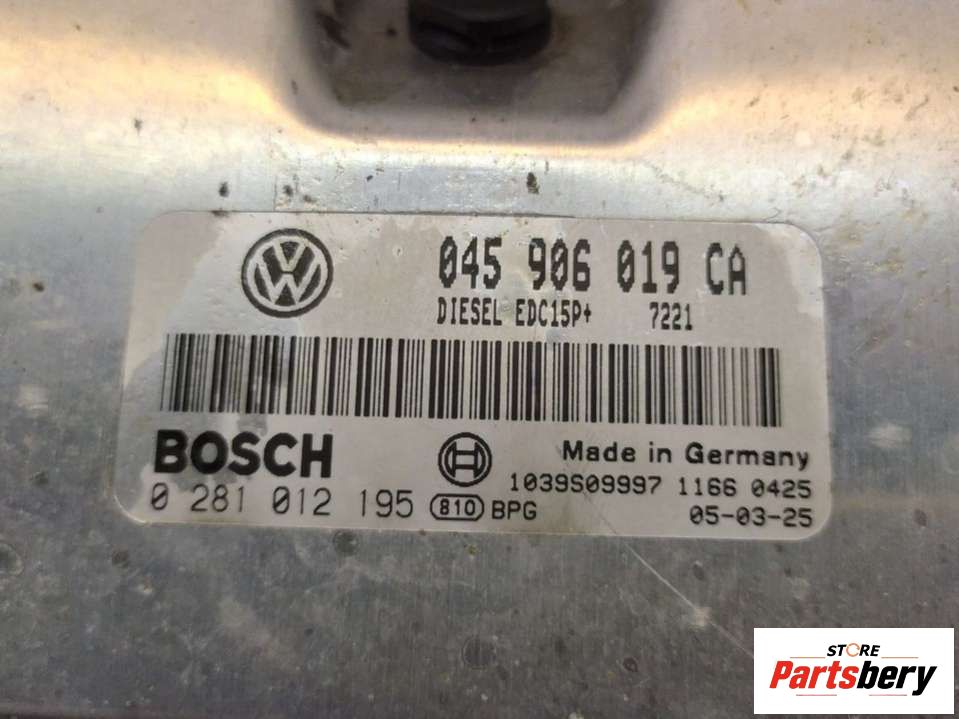 045 906 019 CA
DIESEL EDC15P+ 7221
BOSCH
Made in Germany
1039S09997 1166 0425
0 281 012 195 810 BPG
05-03-25
STORE
Partsbery